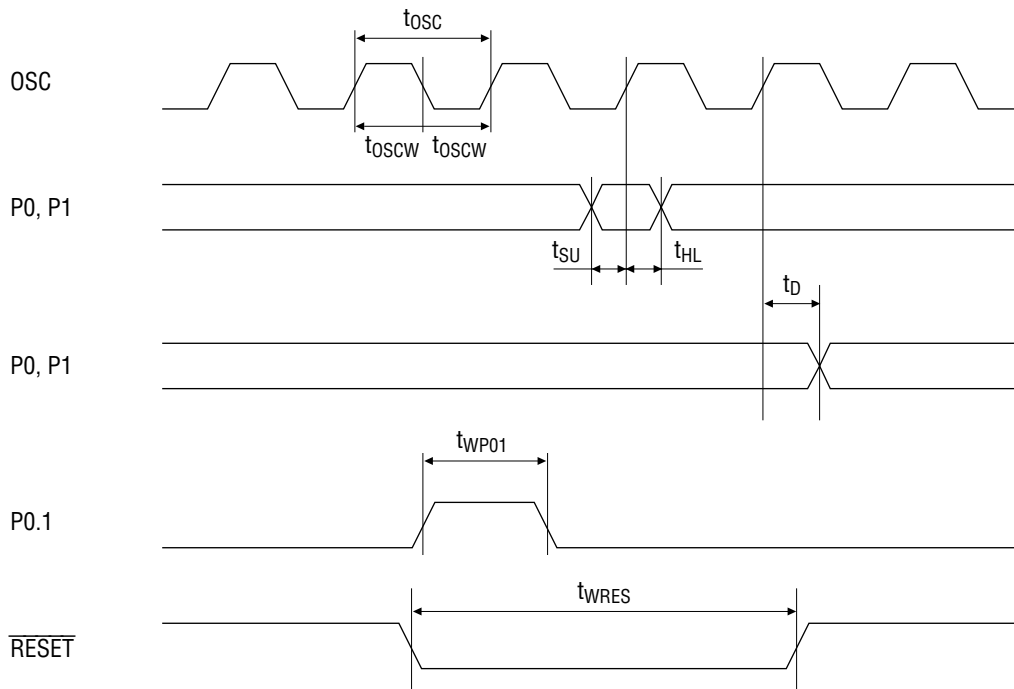 tOSC
OSC
tOSCW tOSCW
P0, P1
tSU tHL
tD
P0, P1
tWP01
P0.1
tWRES
RESET